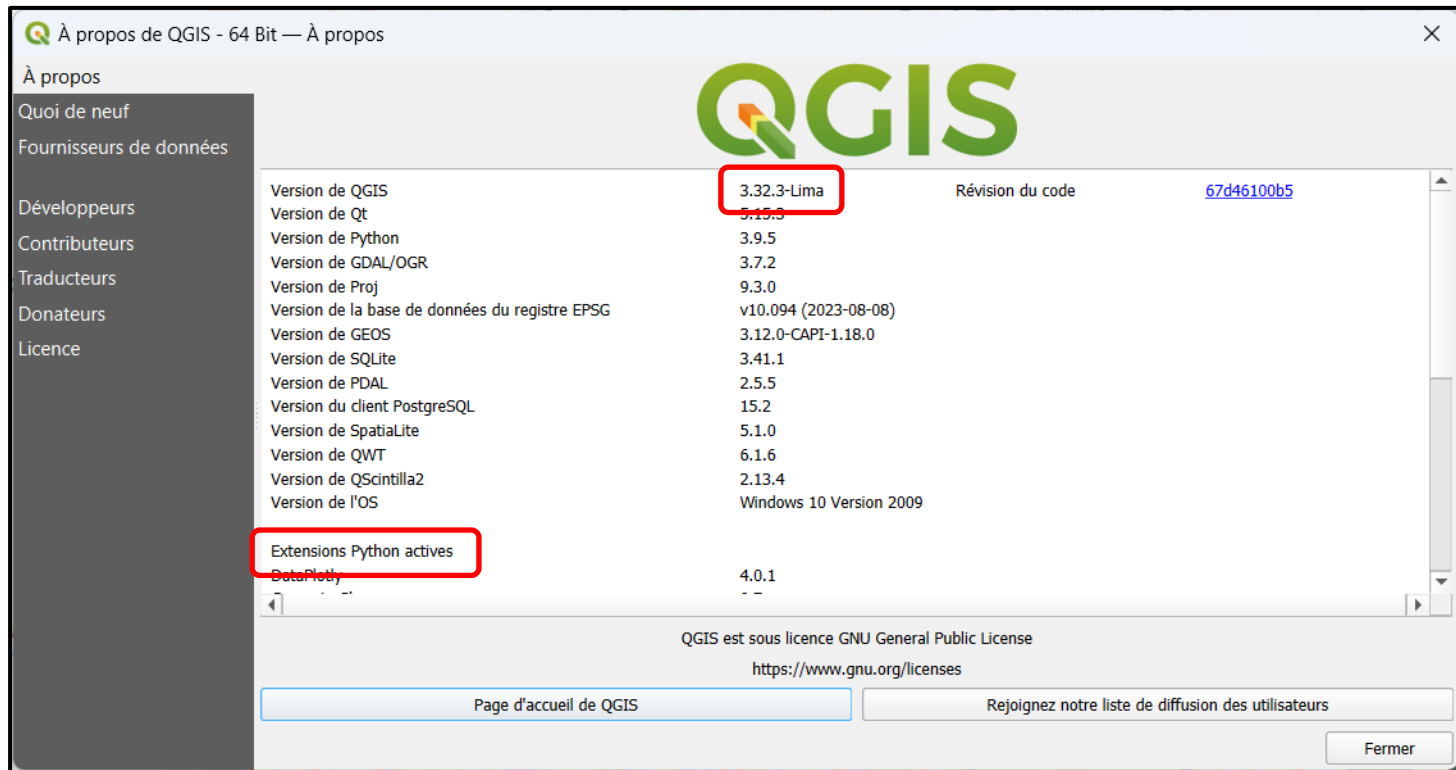 À propos de QGIS - 64 Bit — À propos
À propos
Quoi de neuf
Fournisseurs de données
Développeurs
Contributeurs
Traducteurs
Donateurs
Licence
QGIS
Version de QGIS 3.32.3-Lima Révision du code 67d46100b5
Version de Qt 5.15.3
Version de Python 3.9.5
Version de GDAL/OGR 3.7.2
Version de Proj 9.3.0
Version de la base de données du registre EPSG v10.094 (2023-08-08)
Version de GEOS 3.12.0-CAPI-1.18.0
Version de SQLite 3.41.1
Version de PDAL 2.5.5
Version du client PostgreSQL 15.2
Version de SpatiaLite 5.1.0
Version de QWT 6.1.6
Version de QScintilla2 2.13.4
Version de l'OS Windows 10 Version 2009
Extensions Python actives
DataPlotly 4.0.1
QGIS est sous licence GNU General Public License
https://www.gnu.org/licenses
Page d'accueil de QGIS
Rejoignez notre liste de diffusion des utilisateurs
Fermer